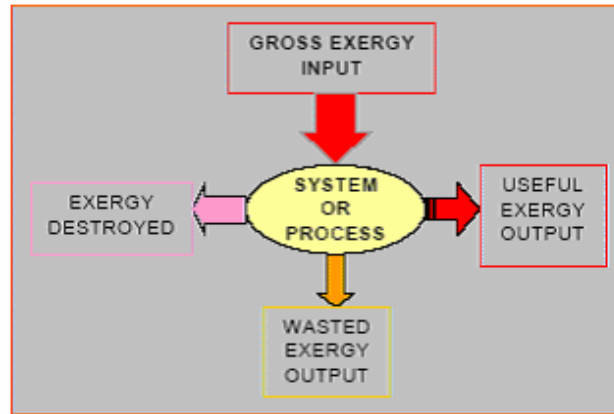 GROSS EXERGY
INPUT
SYSTEM
OR
PROCESS
EXERGY
DESTROYED
USEFUL
EXERGY
OUTPUT
WASTED
EXERGY
OUTPUT